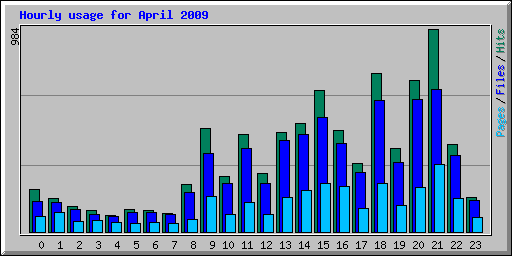 Hourly usage for April 2009
984
Pages/Files/Hits
0 1 2 3 4 5 6 7 8 9 10 11 12 13 14 15 16 17 18 19 20 21 22 23